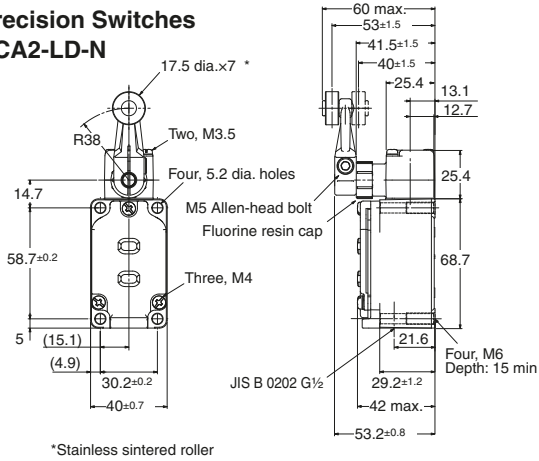 recision Switches
CA2-LD-N
60 max.
53±1.5
41.5±1.5
40±1.5
25.4
13.1
12.7
17.5 dia.×7 *
R38
Two, M3.5
14.7
Four, 5.2 dia. holes
M5 Allen-head bolt
Fluorine resin cap
25.4
58.7±0.2
68.7
Three, M4
5
(15.1)
(4.9)
30.2±0.2
40±0.7
JIS B 0202 G½
21.6
29.2±1.2
42 max.
53.2±0.8
Four, M6
Depth: 15 min
*Stainless sintered roller